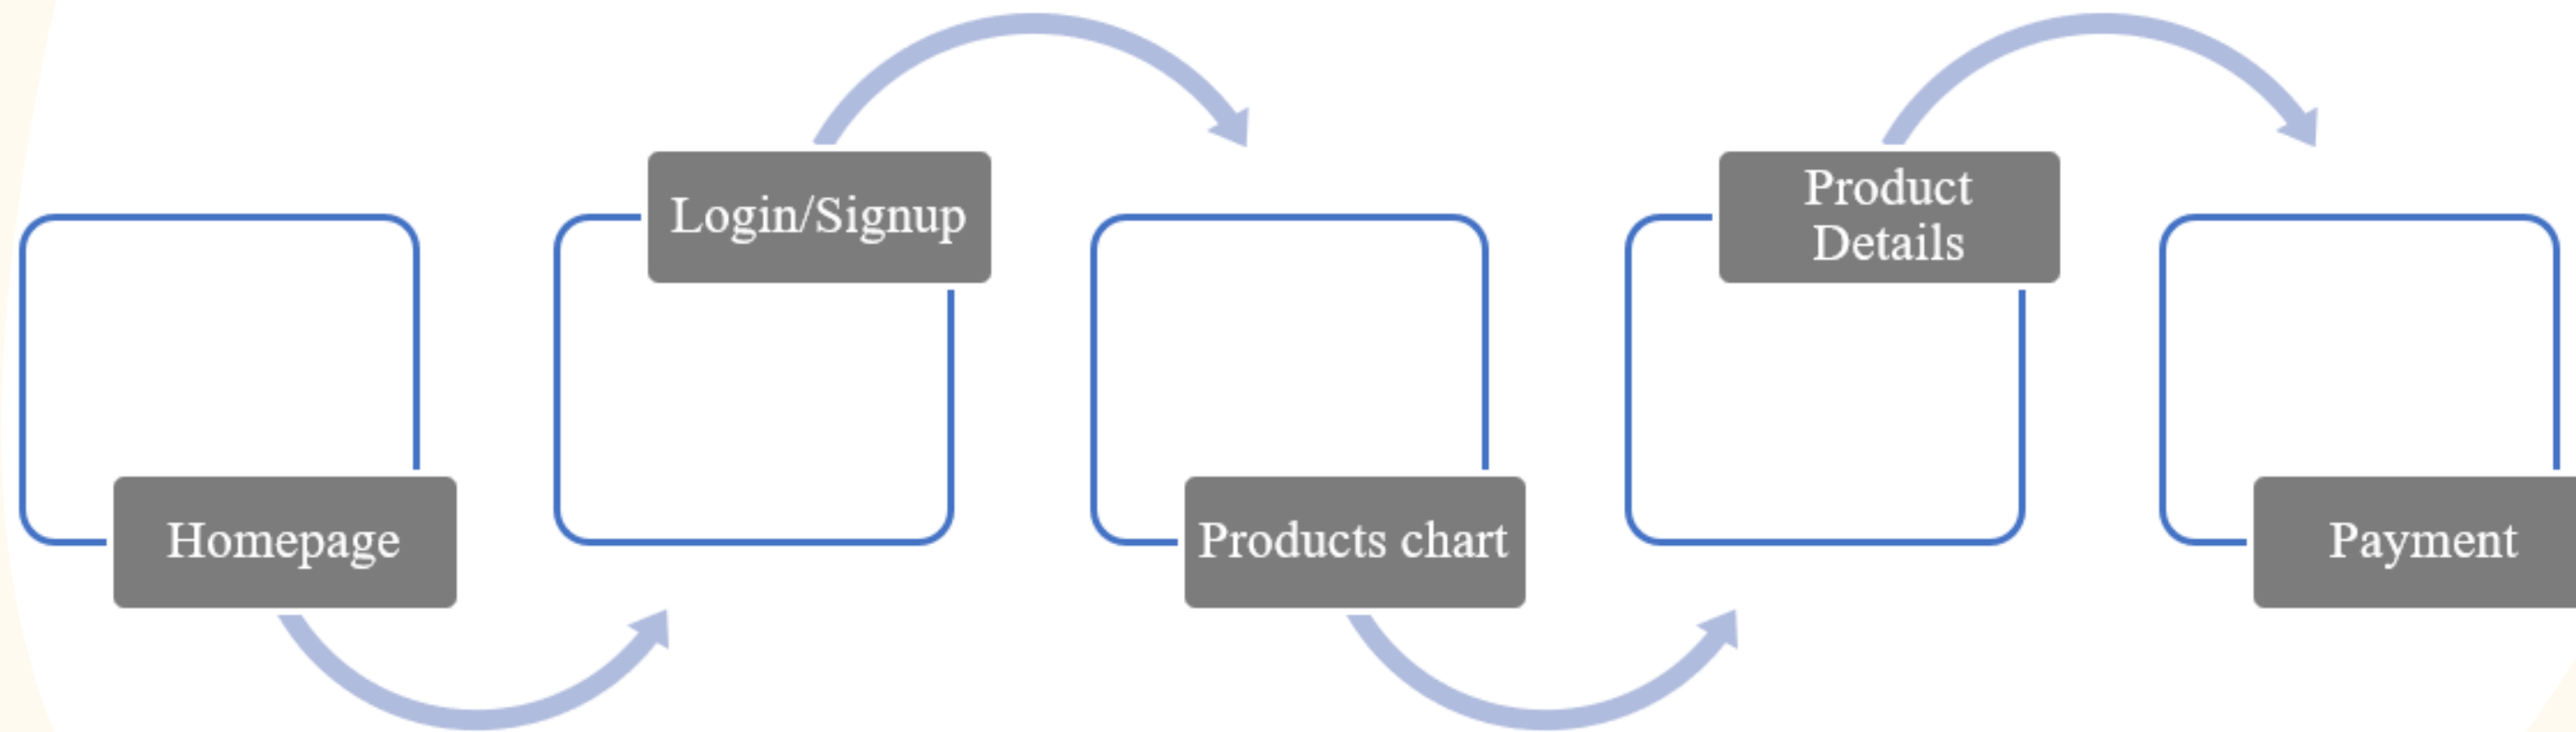 Homepage
Login/Signup
Products chart
Product
Details
Payment